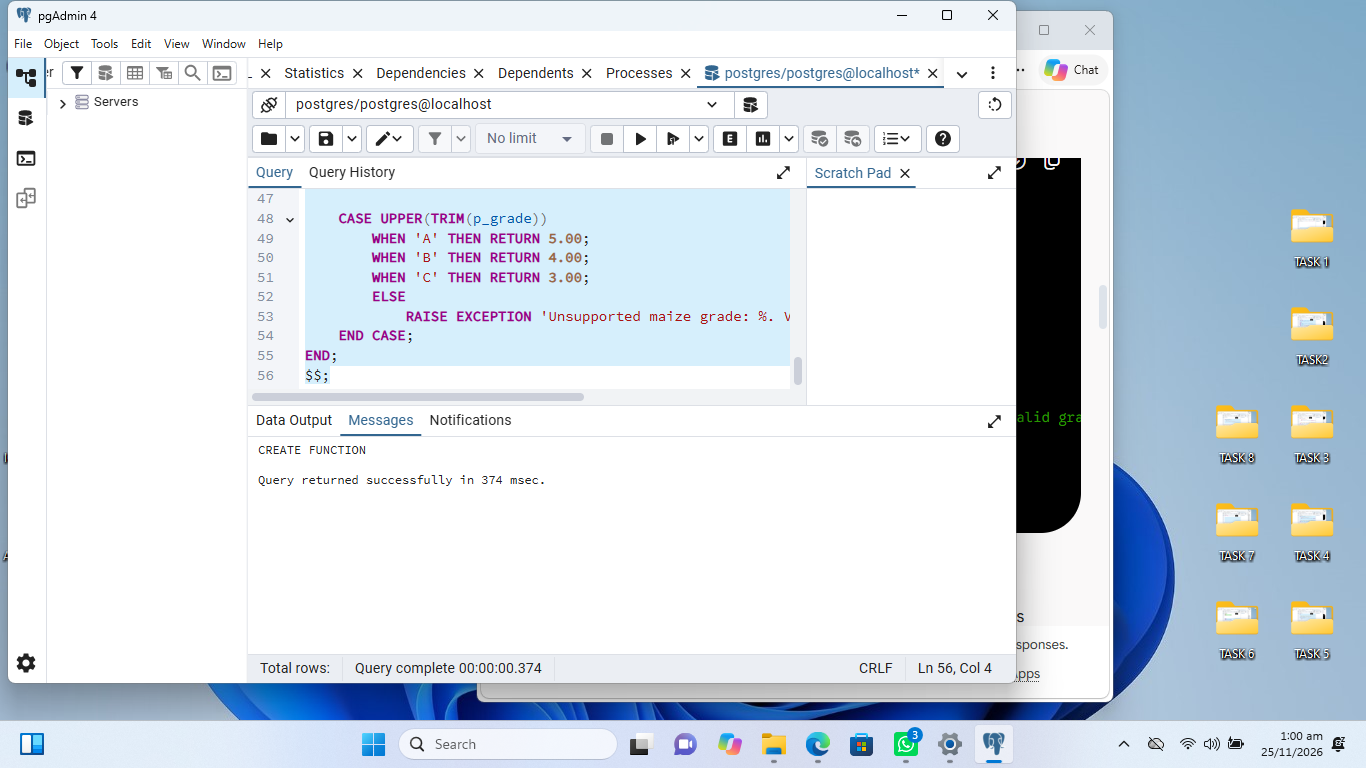 pgAdmin 4
File Object Tools Edit View Window Help
Chat
Statistics Dependencies Dependents Processes postgres/postgres@localhost*
Servers
postgres/postgres@localhost
No limit
Query Query History
Scratch Pad
47
48 CASE UPPER(TRIM(p_grade))
49 WHEN 'A' THEN RETURN 5.00;
50 WHEN 'B' THEN RETURN 4.00;
51 WHEN 'C' THEN RETURN 3.00;
52 ELSE
53 RAISE EXCEPTION 'Unsupported maize grade: %. V
54 END CASE;
55 END;
56 $$;
alid gra
Data Output Messages Notifications
CREATE FUNCTION
Query returned successfully in 374 msec.
sponses.
Total rows: Query complete 00:00:00.374 CRLF Ln 56, Col 4
TASK 1
TASK2
TASK 8 TASK 3
TASK 7 TASK 4
TASK 6 TASK 5
Search
3
1:00 am
25/11/2026